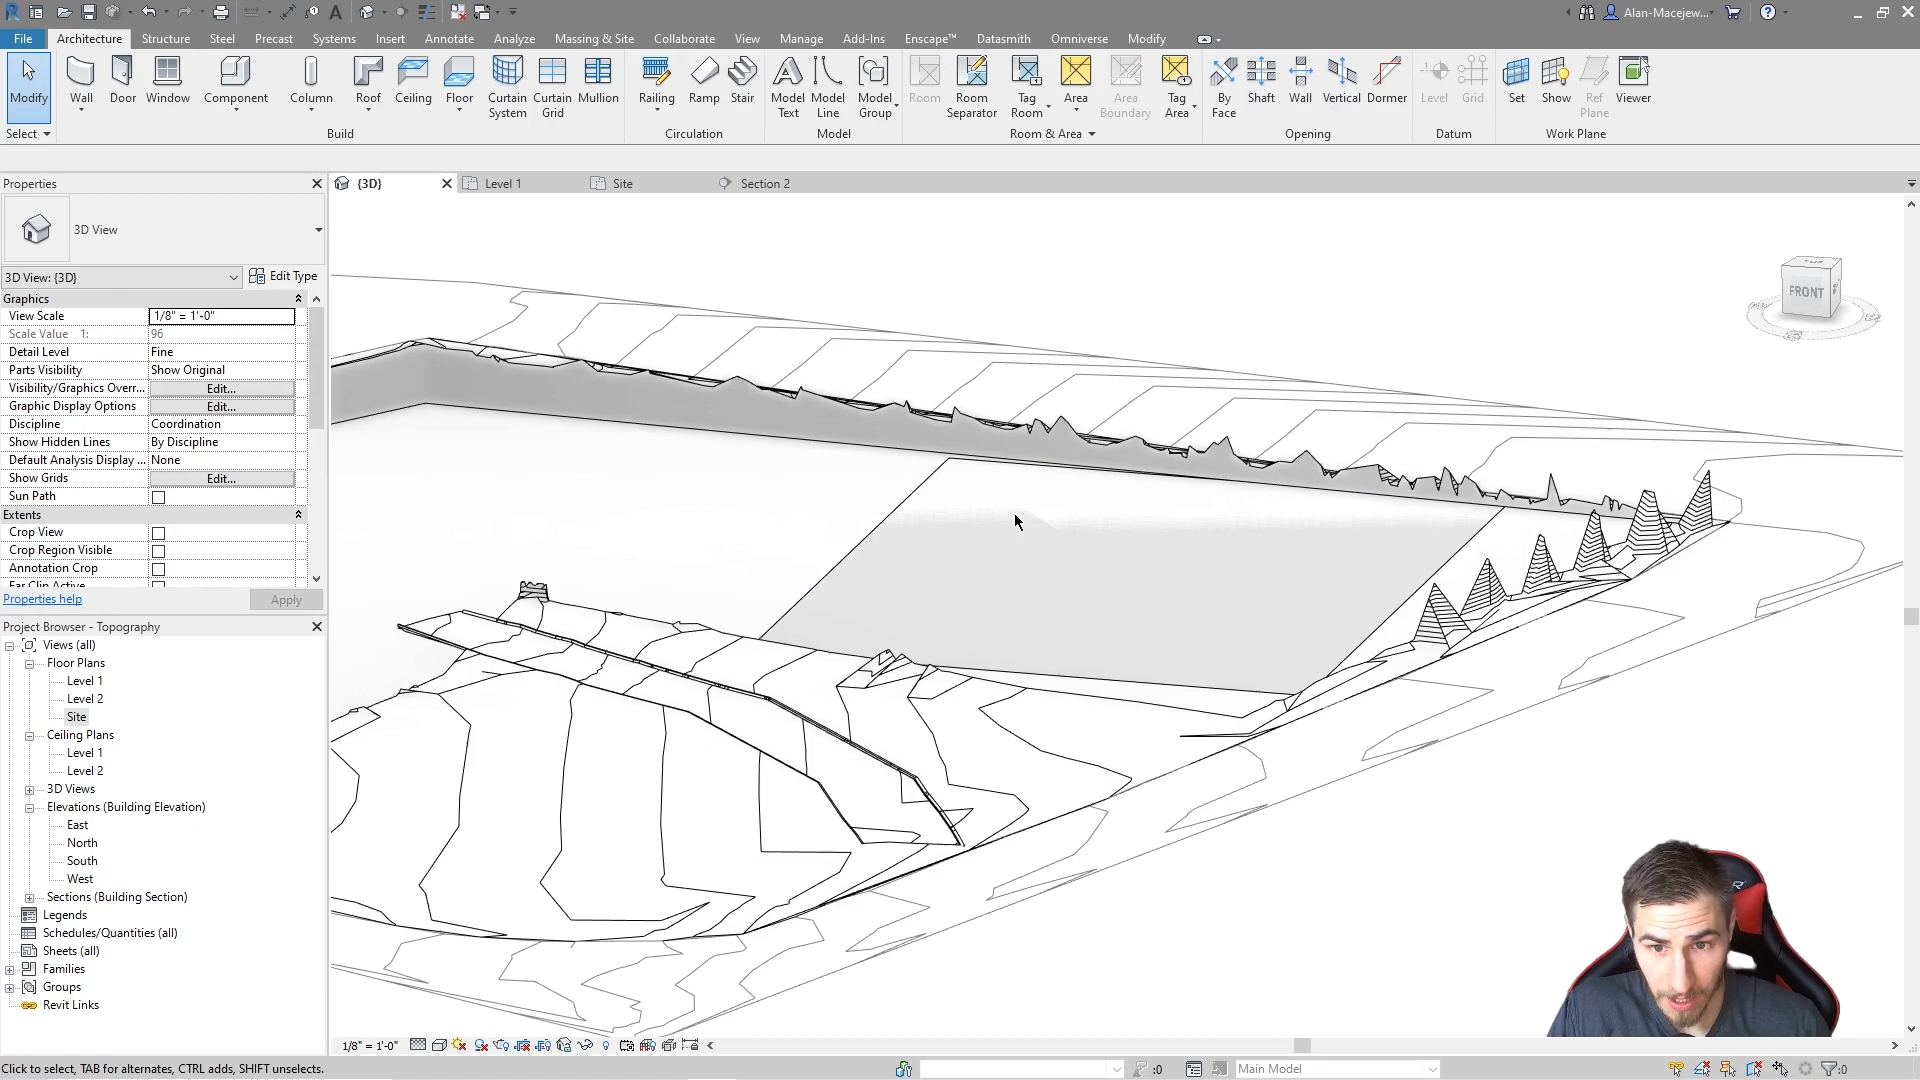 Alan-Macejew...
File Architecture Structure Steel Precast Systems Insert Annotate Analyze Massing & Site Collaborate View Manage Add-Ins Enscape™ Datasmith Omniverse Modify
Modify Wall Door Window Component Column Roof Ceiling Floor Curtain System Curtain Grid Mullion Railing Ramp Stair Model Text Model Line Model Group Room Room Separator Tag Room Area Area Boundary Tag Area By Face Shaft Wall Vertical Dormer Level Grid Set Show Ref Plane Viewer
Select Build Circulation Model Room & Area Opening Datum Work Plane
Properties
{3D} Level 1 Site Section 2
3D View
3D View: {3D} Edit Type
Graphics
View Scale 1/8" = 1'-0"
Scale Value 1: 96
Detail Level Fine
Parts Visibility Show Original
Visibility/Graphics Overr... Edit...
Graphic Display Options Edit...
Discipline Coordination
Show Hidden Lines By Discipline
Default Analysis Display ... None
Show Grids Edit...
Sun Path
Extents
Crop View
Crop Region Visible
Annotation Crop
Far Clip Active
Properties help Apply
Project Browser - Topography
Views (all)
Floor Plans
Level 1
Level 2
Site
Ceiling Plans
Level 1
Level 2
3D Views
Elevations (Building Elevation)
East
North
South
West
Sections (Building Section)
Legends
Schedules/Quantities (all)
Sheets (all)
Families
Groups
Revit Links
FRONT
1/8" = 1'-0"
Click to select, TAB for alternates, CTRL adds, SHIFT unselects. :0 Main Model :0